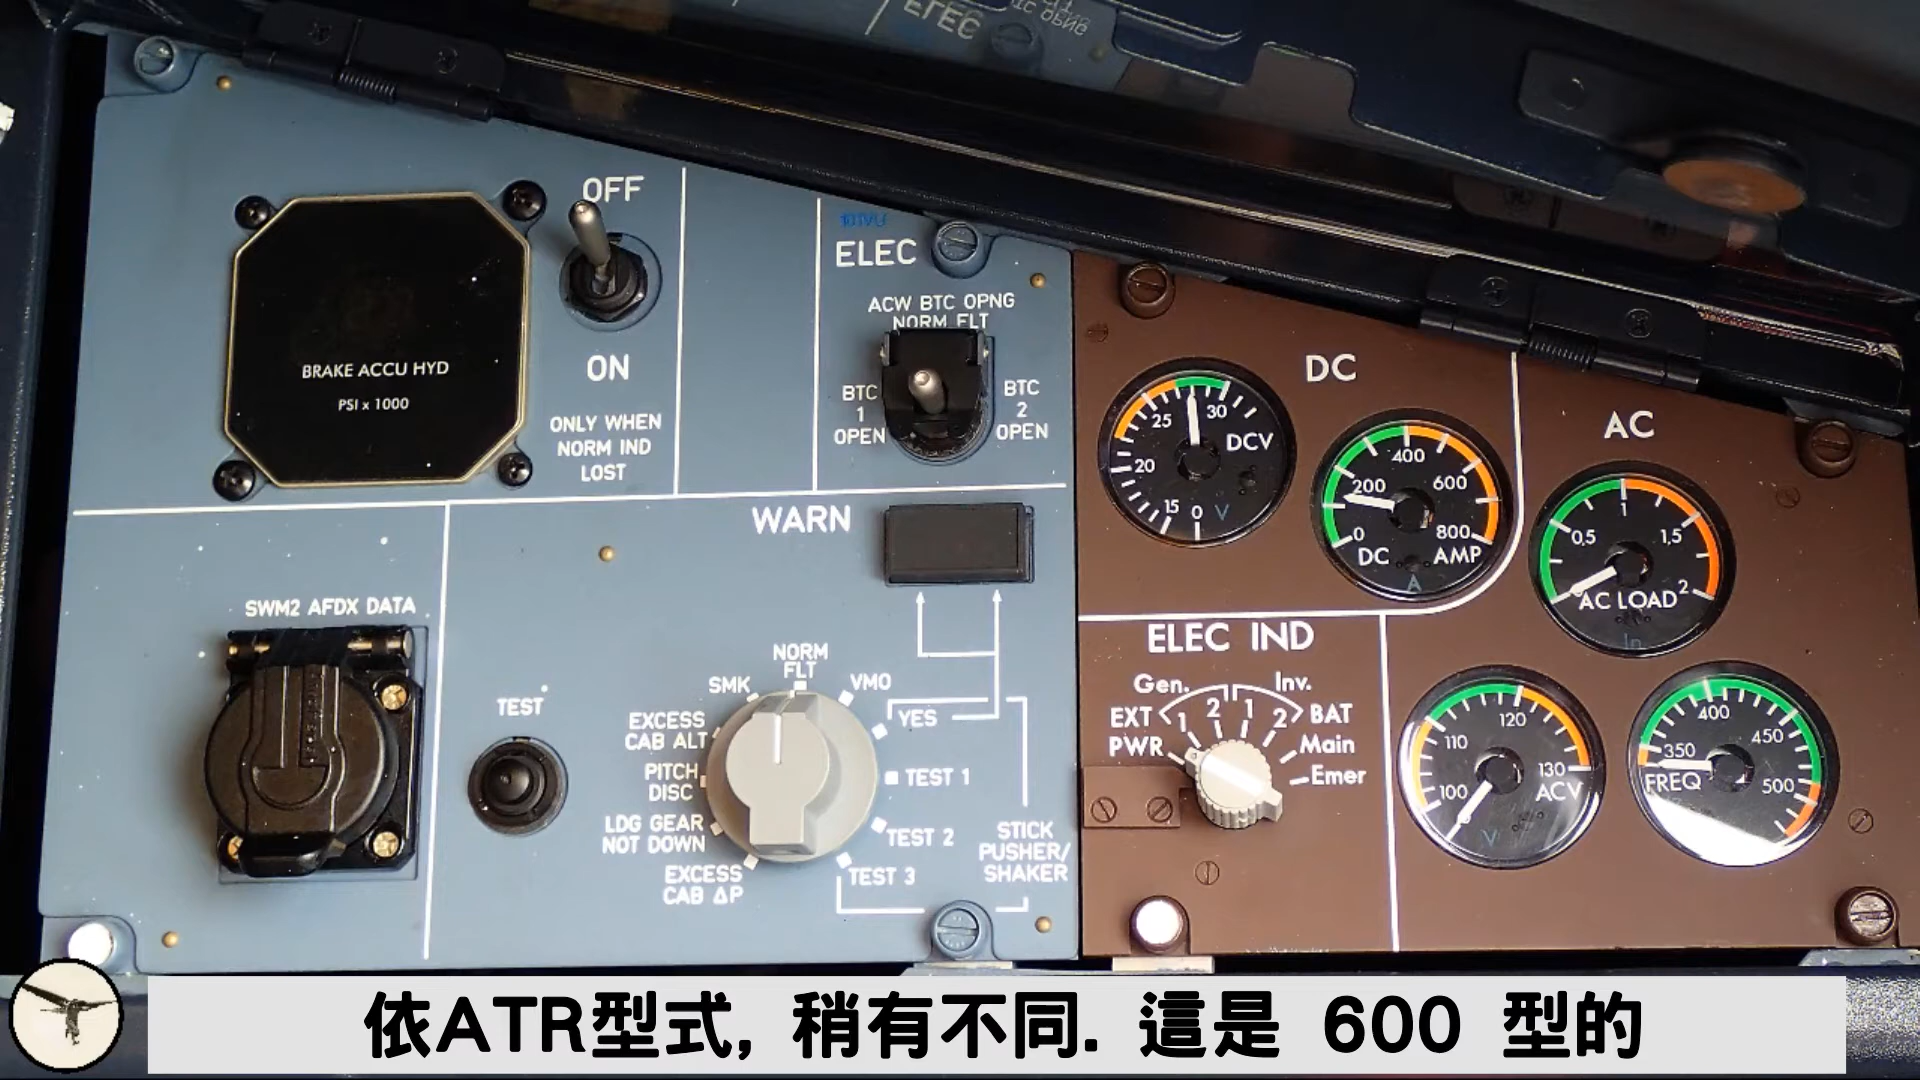 OFF
BRAKE ACCU HYD
PSI x 1000
ON
ONLY WHEN
NORM IND
LOST
101VU
ELEC
ACW BTC OPNG
NORM FLT
BTC
1
OPEN
BTC
2
OPEN
WARN
SWM2 AFDX DATA
TEST
NORM
FLT
SMK
VMO
EXCESS
CAB ALT
YES
PITCH
DISC
TEST 1
LDG GEAR
NOT DOWN
TEST 2
EXCESS
CAB ΔP
TEST 3
STICK
PUSHER/
SHAKER
DC
25
30
DCV
20
15
0
V
400
200
600
0
800
DC
AMP
A
AC
1
0,5
1,5
2
AC LOAD
In
ELEC IND
Gen.
Inv.
EXT
1
2
1
2
BAT
PWR
Main
Emer
120
110
130
100
ACV
V
400
350
450
FREQ
500
依ATR型式, 稍有不同. 這是 600 型的